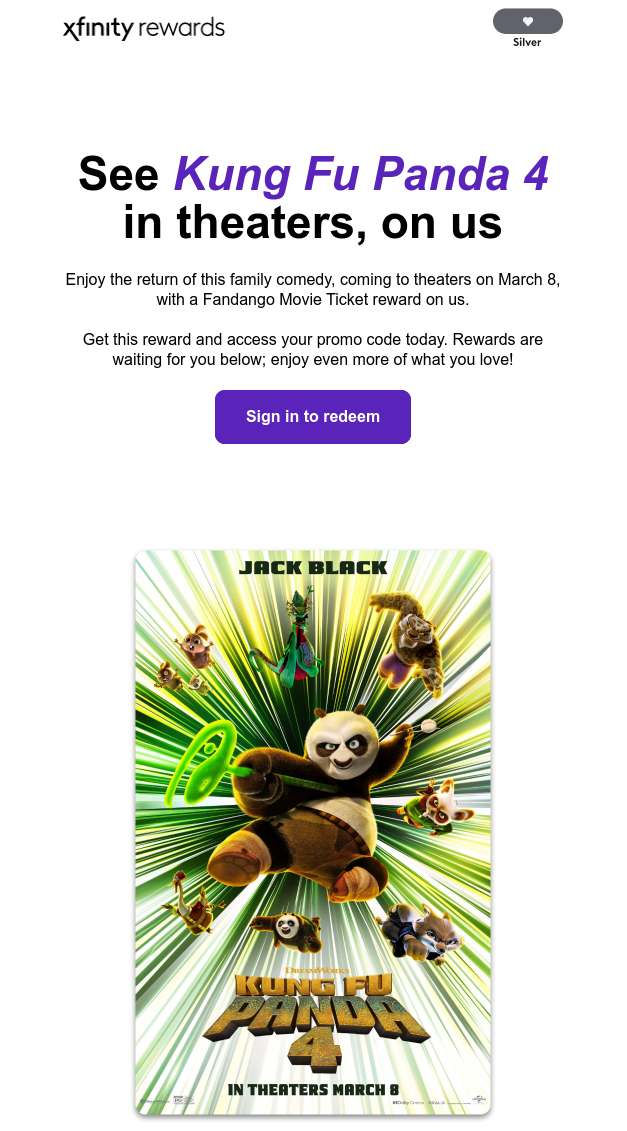 xfinity rewards
Silver
See Kung Fu Panda 4
in theaters, on us
Enjoy the return of this family comedy, coming to theaters on March 8,
with a Fandango Movie Ticket reward on us.
Get this reward and access your promo code today. Rewards are
waiting for you below; enjoy even more of what you love!
Sign in to redeem
JACK BLACK
DREAMWORKS
KUNG FU
PANDA
4
IN THEATERS MARCH 8